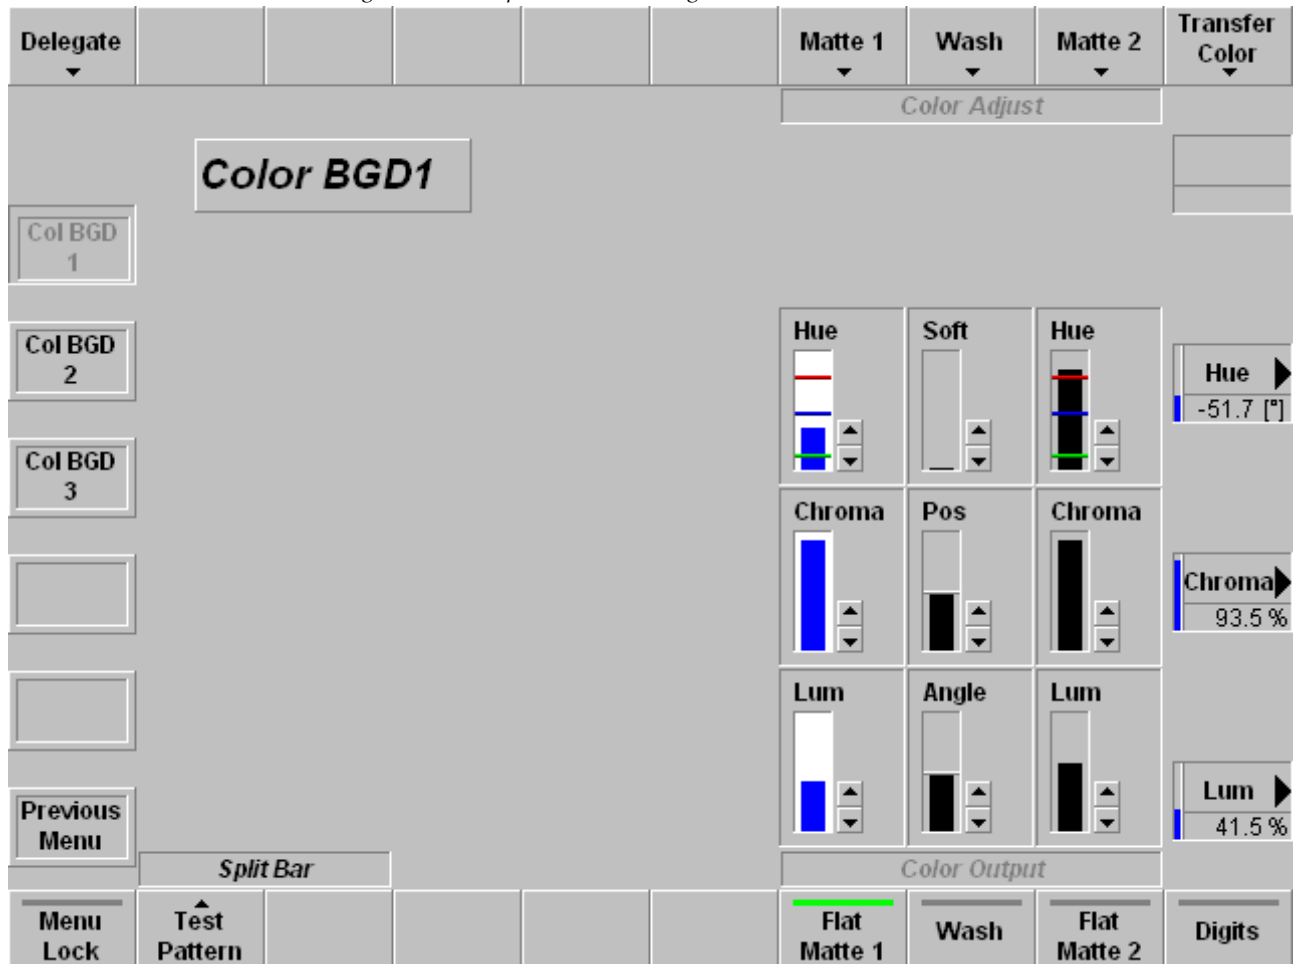 Delegate
Matte 1
Wash
Matte 2
Transfer
Color
Color Adjust
Color BGD1
Col BGD
1
Col BGD
2
Col BGD
3
Previous
Menu
Hue
Soft
Hue
Chroma
Pos
Chroma
Lum
Angle
Lum
Hue
-51.7 [°]
Chroma
93.5 %
Lum
41.5 %
Split Bar
Color Output
Menu
Lock
Test
Pattern
Flat
Matte 1
Wash
Flat
Matte 2
Digits